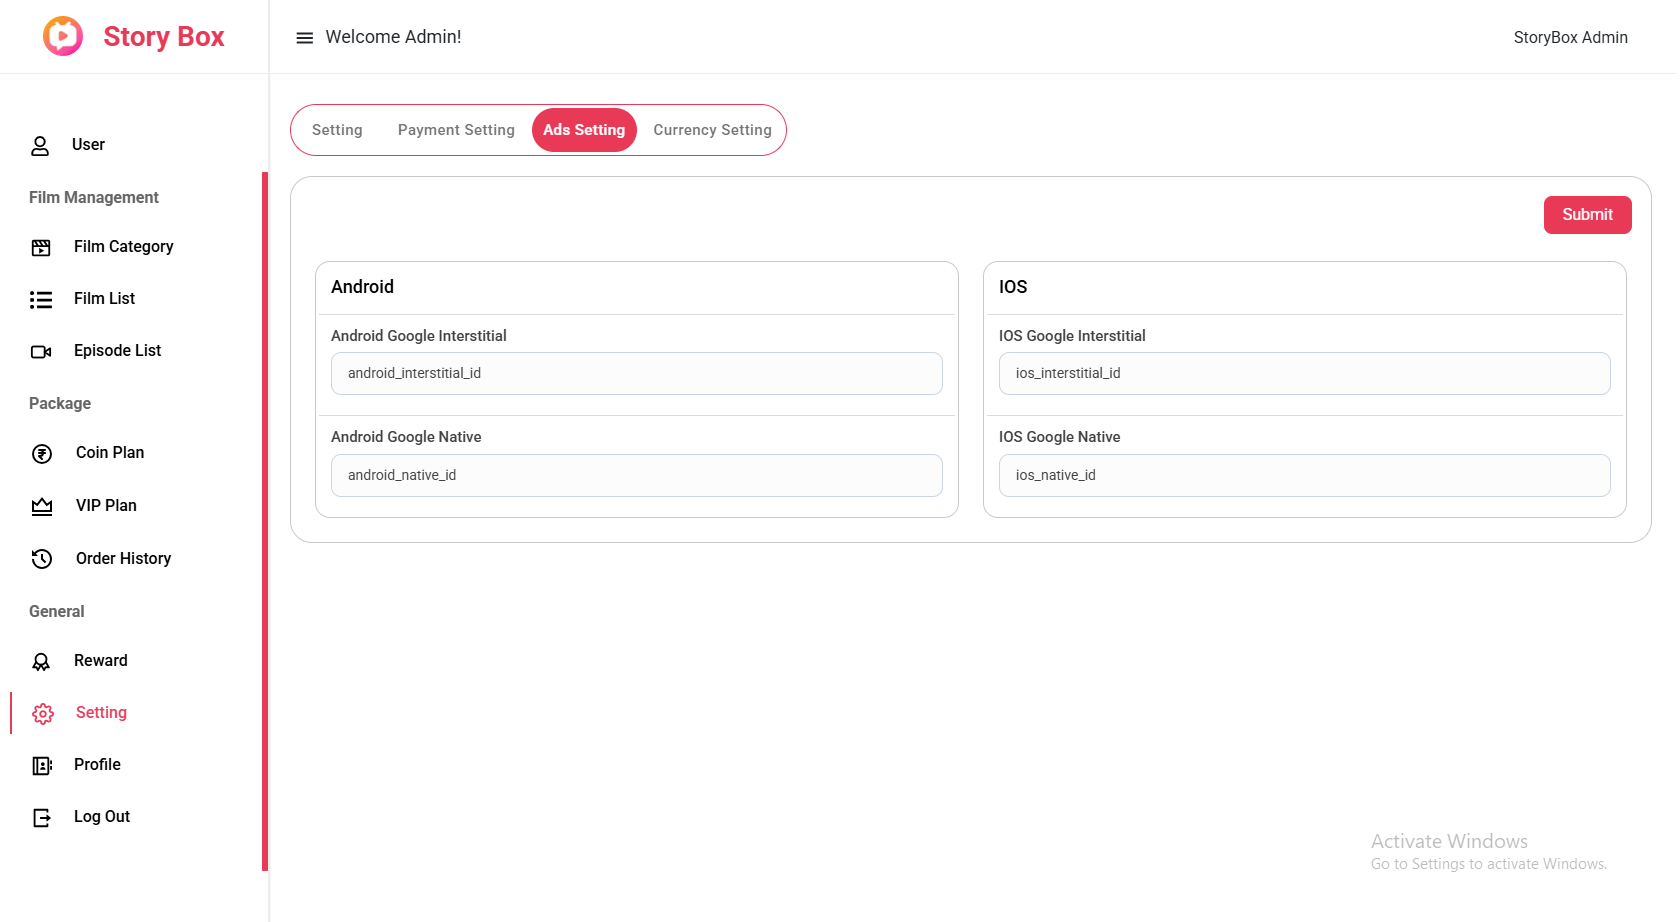 Story Box
Welcome Admin!
StoryBox Admin
User
Film Management
Film Category
Film List
Episode List
Package
Coin Plan
VIP Plan
Order History
General
Reward
Setting
Profile
Log Out
Setting
Payment Setting
Ads Setting
Currency Setting
Submit
Android
Android Google Interstitial
android_interstitial_id
Android Google Native
android_native_id
IOS
IOS Google Interstitial
ios_interstitial_id
IOS Google Native
ios_native_id
Activate Windows
Go to Settings to activate Windows.